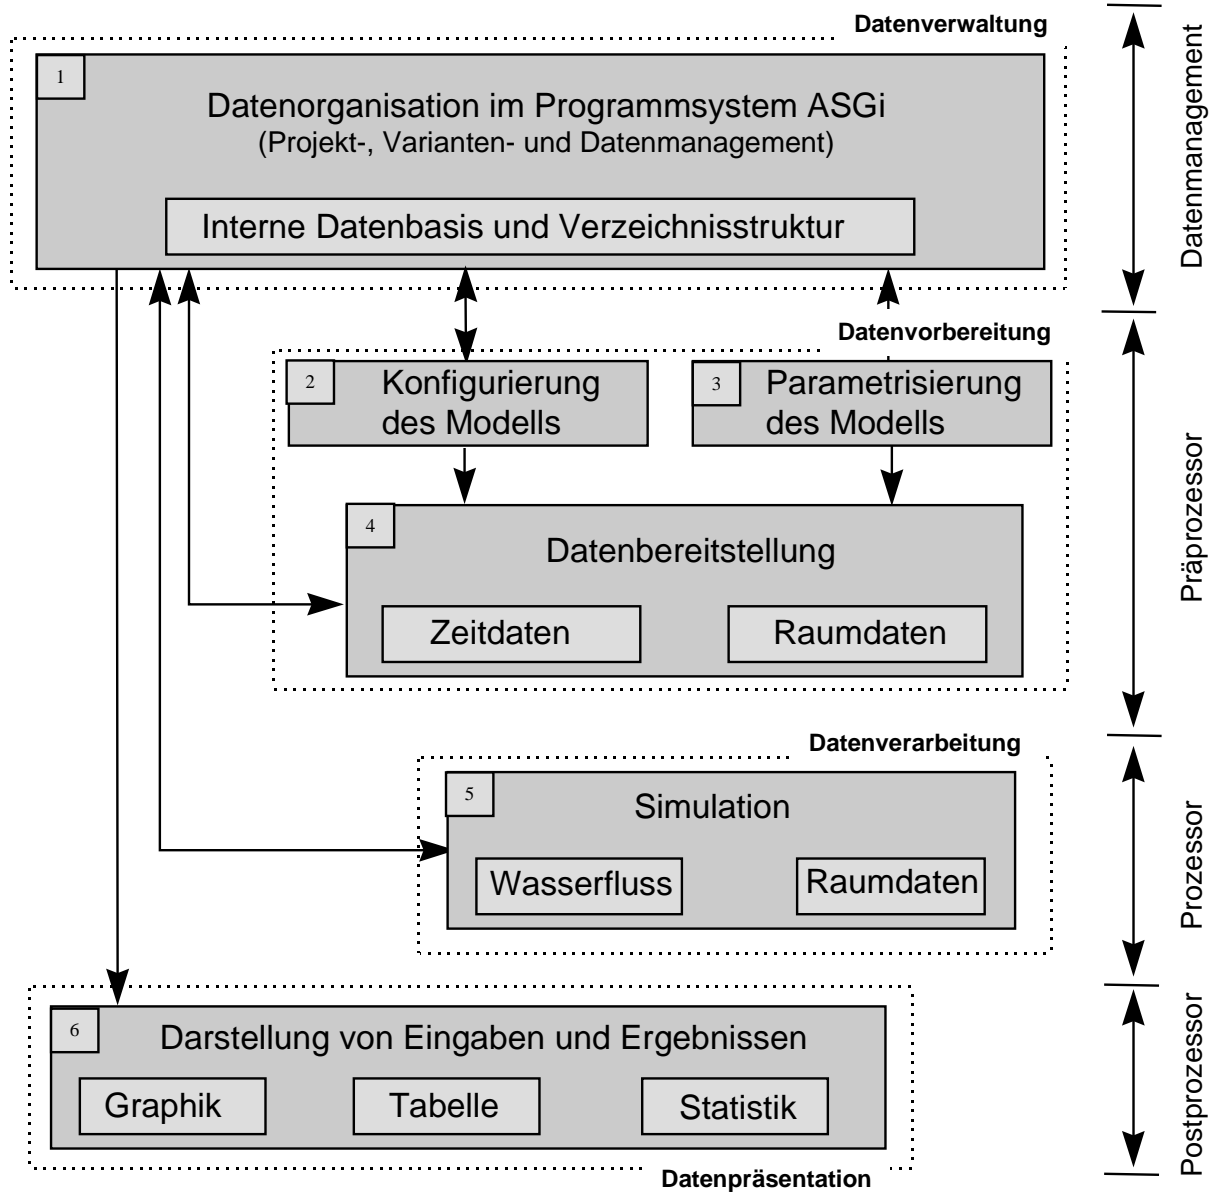 Datenverwaltung
1
Datenorganisation im Programmsystem ASGi
(Projekt-, Varianten- und Datenmanagement)
Interne Datenbasis und Verzeichnisstruktur
Datenmanagement
Datenvorbereitung
2
Konfigurierung
des Modells
3
Parametrisierung
des Modells
4
Datenbereitstellung
Zeitdaten
Raumdaten
Präprozessor
Datenverarbeitung
5
Simulation
Wasserfluss
Raumdaten
Prozessor
6
Darstellung von Eingaben und Ergebnissen
Graphik
Tabelle
Statistik
Datenpräsentation
Postprozessor